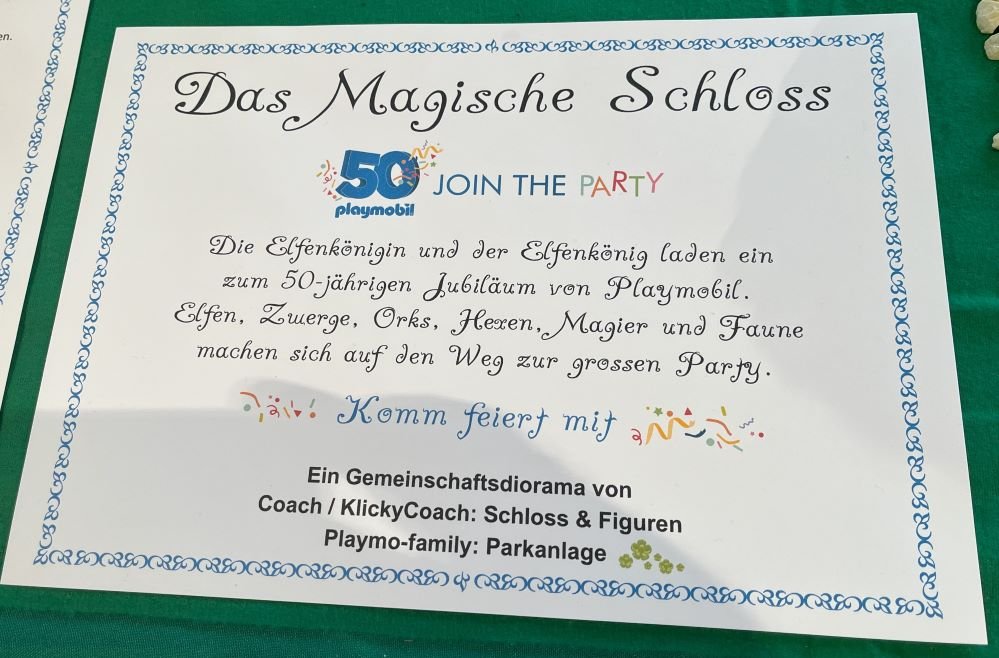 en.
Das Magische Schloss
50 playmobil JOIN THE PARTY
Die Elfenkönigin und der Elfenkönig laden ein
zum 50-jährigen Jubiläum von Playmobil.
Elfen, Zwerge, Orks, Hexen, Magier und Faune
machen sich auf den Weg zur grossen Party.
Komm feiert mit
Ein Gemeinschaftsdiorama von
Coach / KlickyCoach: Schloss & Figuren
Playmo-family: Parkanlage